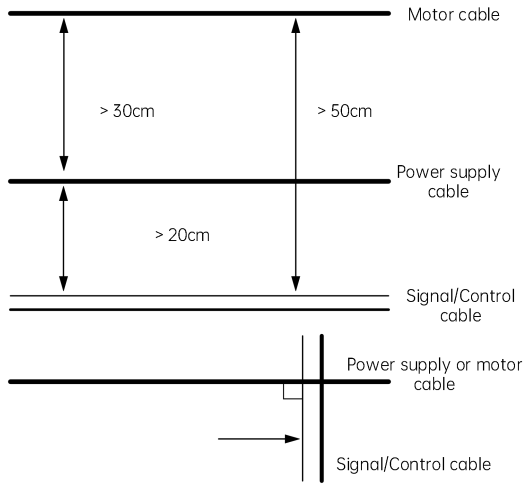 Motor cable
> 30cm
> 50cm
Power supply
cable
> 20cm
Signal/Control
cable
Power supply or motor
cable
Signal/Control cable